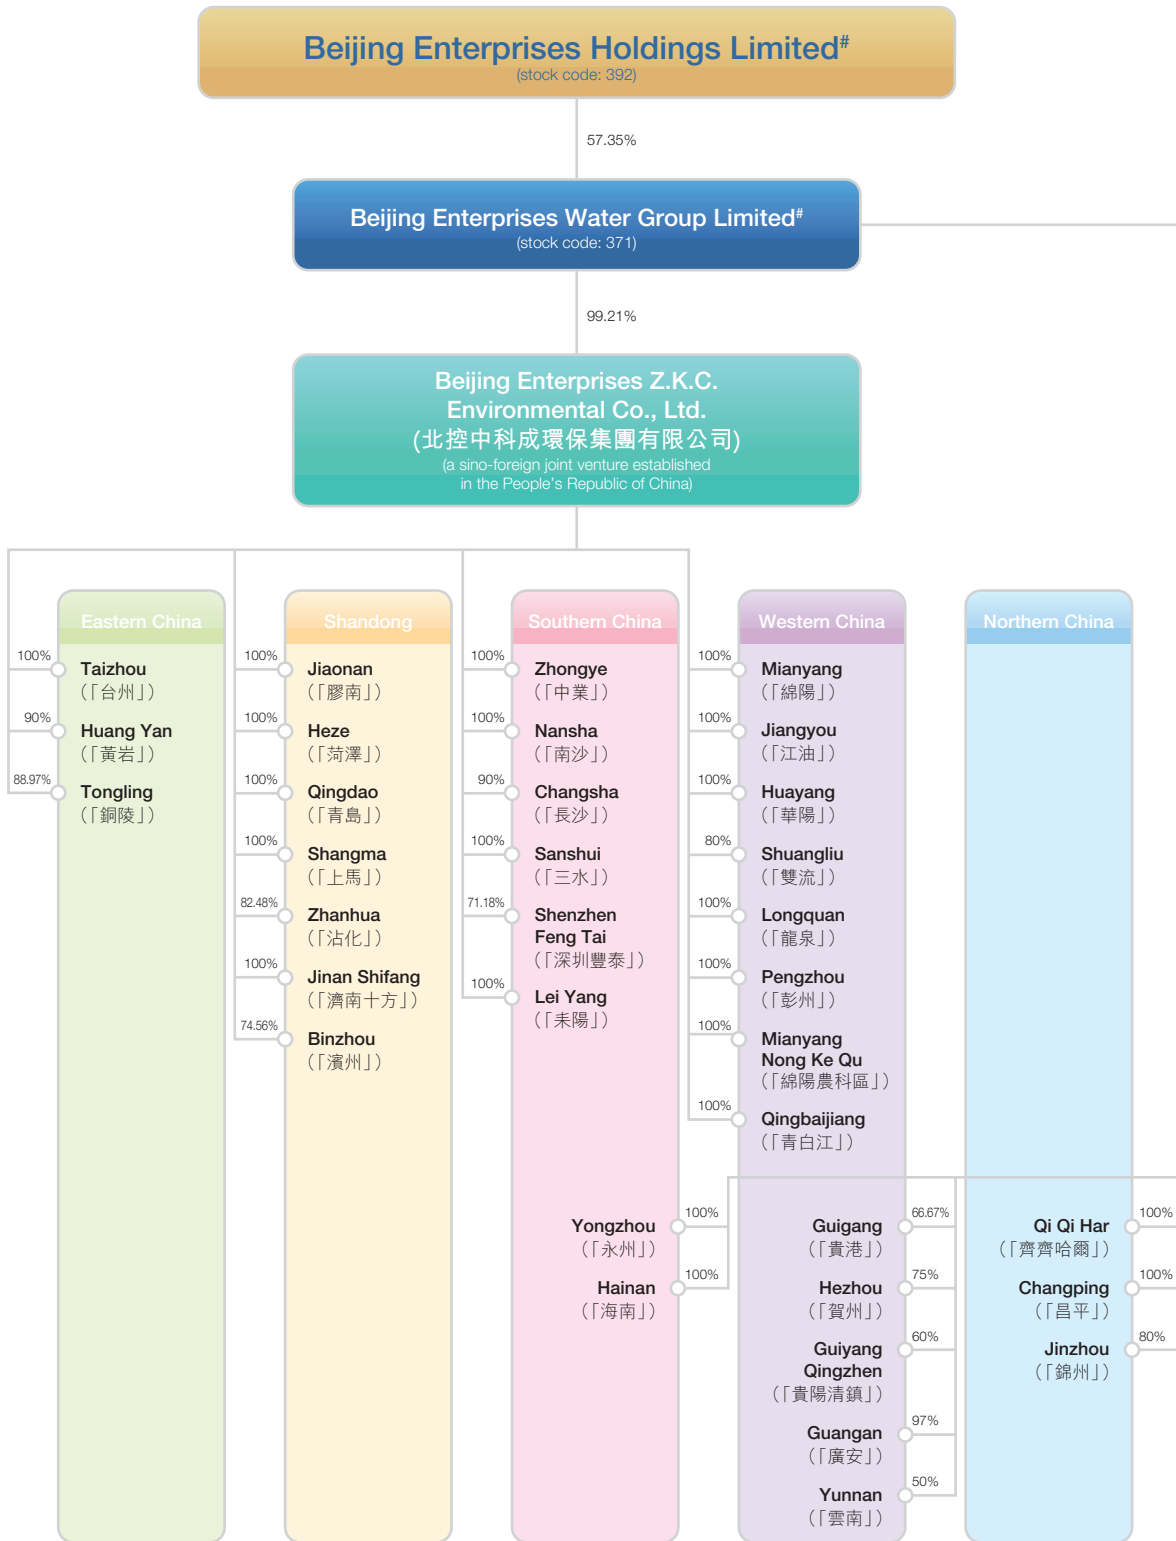 Beijing Enterprises Holdings Limited#
(stock code: 392)
57.35%
Beijing Enterprises Water Group Limited#
(stock code: 371)
99.21%
Beijing Enterprises Z.K.C.
Environmental Co., Ltd.
(北控中科成環保集團有限公司)
(a sino-foreign joint venture established
in the People's Republic of China)
Eastern China
100%
Taizhou
(「台州」)
90%
Huang Yan
(「黃岩」)
88.97%
Tongling
(「銅陵」)
Shandong
100%
Jiaonan
(「膠南」)
100%
Heze
(「菏澤」)
100%
Qingdao
(「青島」)
100%
Shangma
(「上馬」)
82.48%
Zhanhua
(「沾化」)
100%
Jinan Shifang
(「濟南十方」)
74.56%
Binzhou
(「濱州」)
Southern China
100%
Zhongye
(「中業」)
100%
Nansha
(「南沙」)
90%
Changsha
(「長沙」)
100%
Sanshui
(「三水」)
71.18%
Shenzhen
Feng Tai
(「深圳豐泰」)
100%
Lei Yang
(「耒陽」)
Yongzhou
100%
(「永州」)
Hainan
100%
(「海南」)
Western China
100%
Mianyang
(「綿陽」)
100%
Jiangyou
(「江油」)
100%
Huayang
(「華陽」)
80%
Shuangliu
(「雙流」)
100%
Longquan
(「龍泉」)
100%
Pengzhou
(「彭州」)
100%
Mianyang
Nong Ke Qu
(「綿陽農科區」)
100%
Qingbaijiang
(「青白江」)
Guigang
66.67%
(「貴港」)
Hezhou
75%
(「賀州」)
Guiyang
60%
Qingzhen
(「貴陽清鎮」)
Guangan
97%
(「廣安」)
Yunnan
50%
(「雲南」)
Northern China
Qi Qi Har
100%
(「齊齊哈爾」)
Changping
100%
(「昌平」)
Jinzhou
80%
(「錦州」)